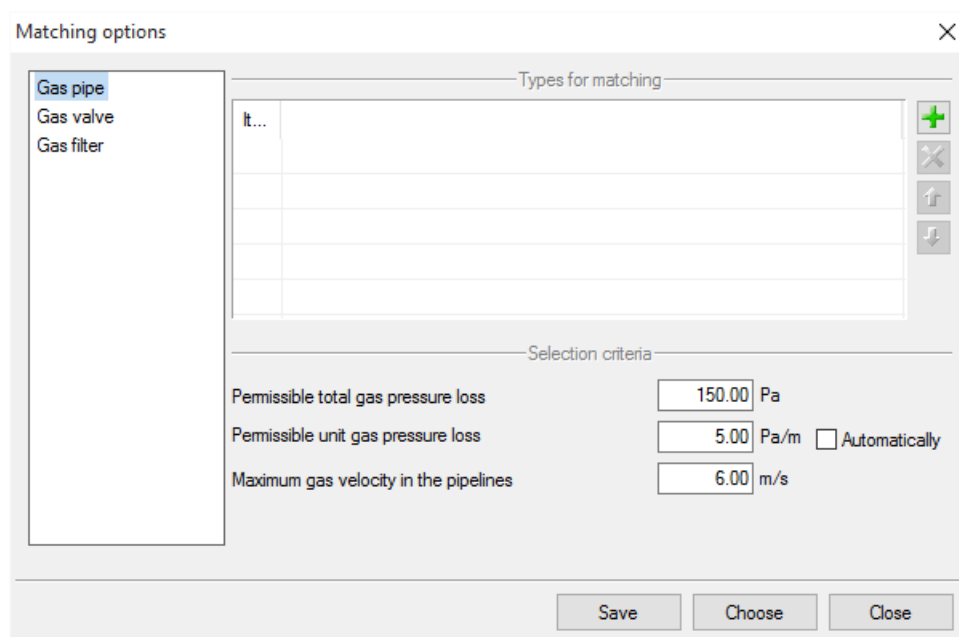 Matching options
Gas pipe
Gas valve
Gas filter
Types for matching
It...
Selection criteria
Permissible total gas pressure loss 150.00 Pa
Permissible unit gas pressure loss 5.00 Pa/m Automatically
Maximum gas velocity in the pipelines 6.00 m/s
Save Choose Close